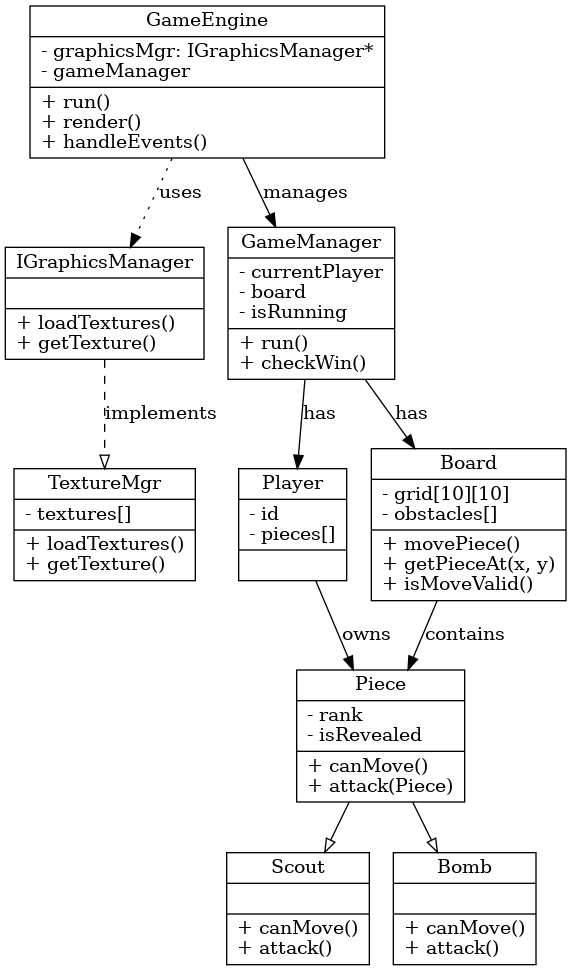 GameEngine
- graphicsMgr: IGraphicsManager*
- gameManager
+ run()
+ render()
+ handleEvents()
uses
manages
IGraphicsManager
+ loadTextures()
+ getTexture()
GameManager
- currentPlayer
- board
- isRunning
+ run()
+ checkWin()
implements
has
has
TextureMgr
- textures[]
+ loadTextures()
+ getTexture()
Player
- id
- pieces[]
Board
- grid[10][10]
- obstacles[]
+ movePiece()
+ getPieceAt(x, y)
+ isMoveValid()
owns
contains
Piece
- rank
- isRevealed
+ canMove()
+ attack(Piece)
Scout
+ canMove()
+ attack()
Bomb
+ canMove()
+ attack()